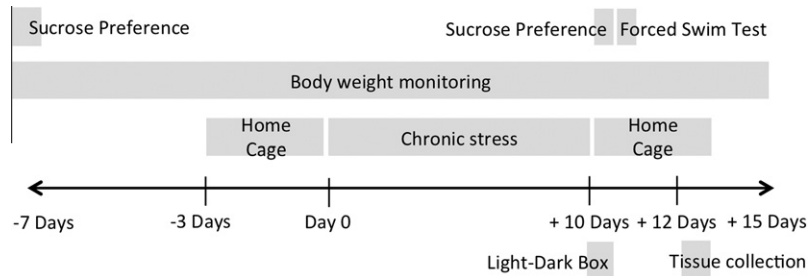 Sucrose Preference
Sucrose Preference
Forced Swim Test
Body weight monitoring
Home
Cage
Chronic stress
Home
Cage
-7 Days
-3 Days
Day 0
+ 10 Days
+ 12 Days
+ 15 Days
Light-Dark Box
Tissue collection